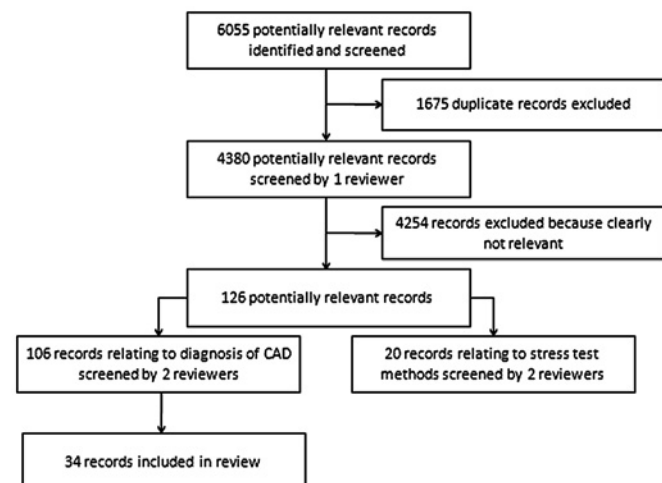 6055 potentially relevant records
identified and screened
1675 duplicate records excluded
4380 potentially relevant records
screened by 1 reviewer
4254 records excluded because clearly
not relevant
126 potentially relevant records
106 records relating to diagnosis of CAD
screened by 2 reviewers
20 records relating to stress test
methods screened by 2 reviewers
34 records included in review